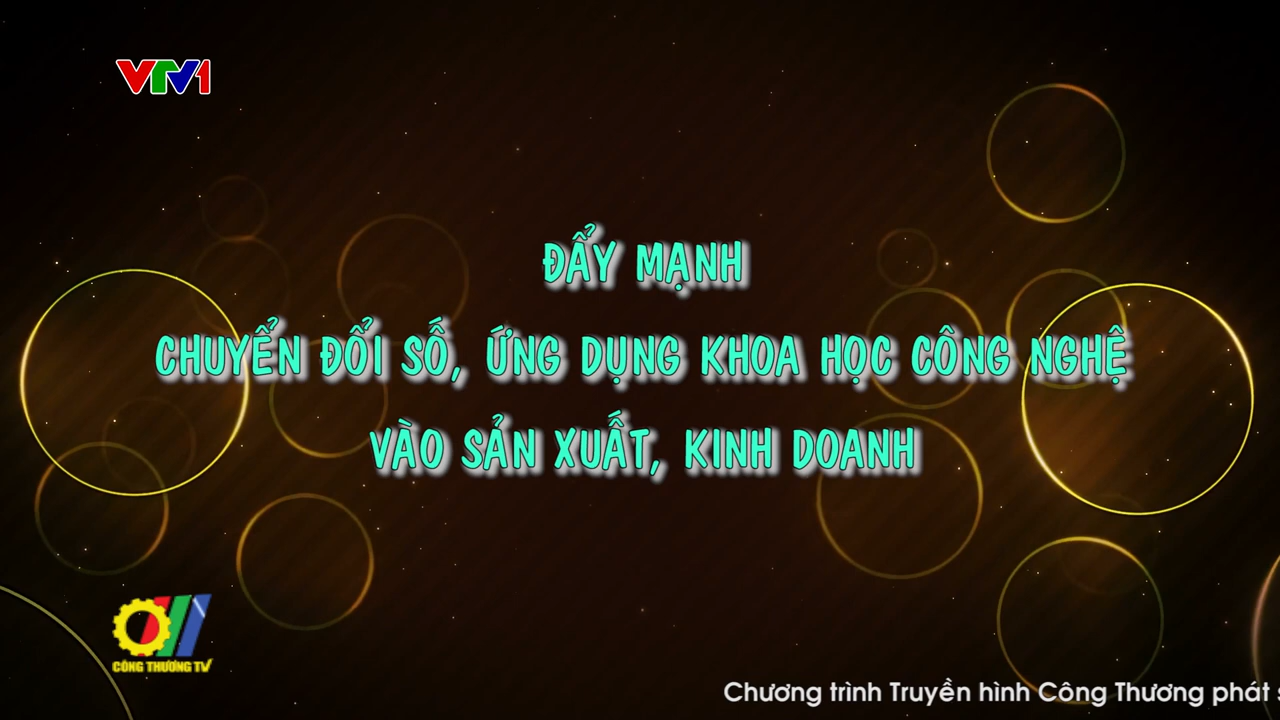 VTV1
ĐẨY MẠNH
CHUYỂN ĐỔI SỐ, ỨNG DỤNG KHOA HỌC CÔNG NGHỆ
VÀO SẢN XUẤT, KINH DOANH
CÔNG THƯƠNG TV
Chương trình Truyền hình Công Thương phát